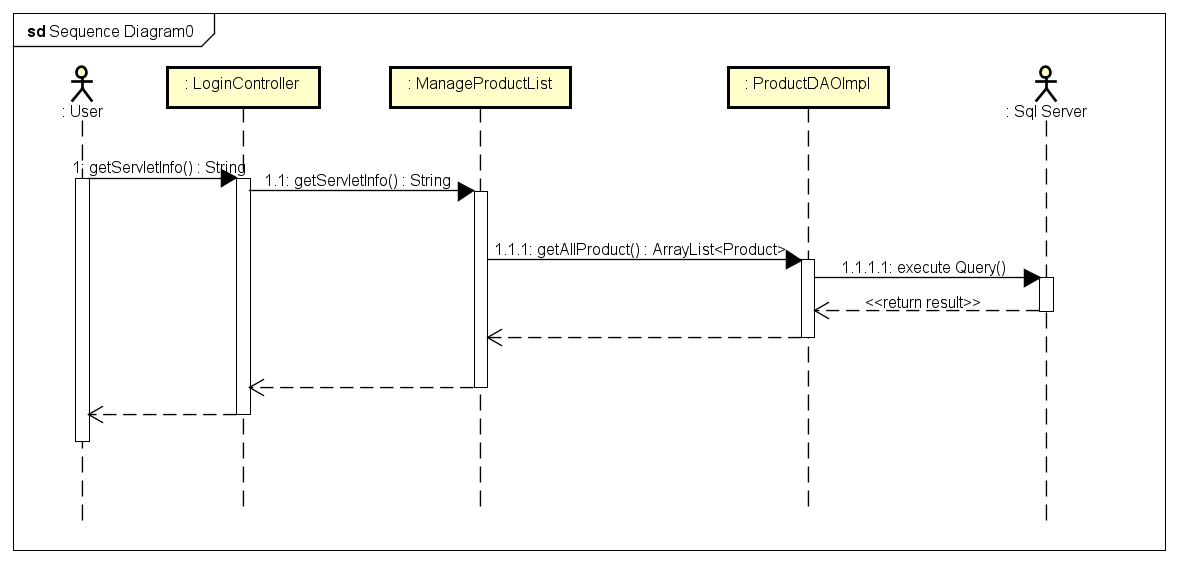 sd Sequence Diagram0
: User
: LoginController
: ManageProductList
: ProductDAOImpl
: Sql Server
1: getServletInfo() : String
1.1: getServletInfo() : String
1.1.1: getAllProduct() : ArrayList<Product>
1.1.1.1: execute Query()
<<return result>>